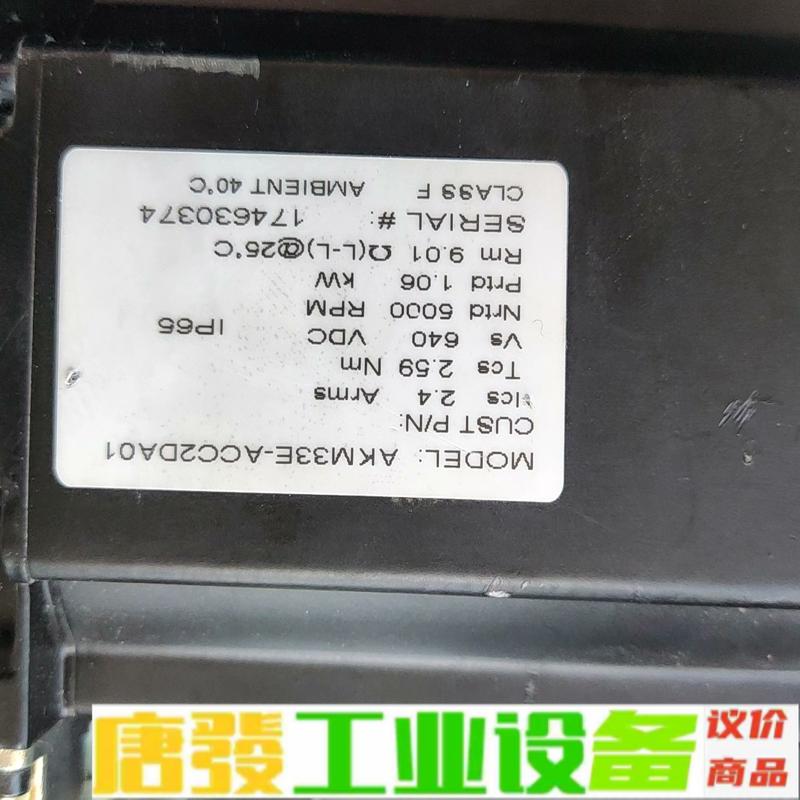 MODEL: AKM33E-ACC2DA01
CUST P/N:
Ics 2.4 Arms
Tcs 2.59 Nm
Vs 640 VDC IP65
Nrtd 5000 RPM
Prtd 1.06 kW
Rm 9.01 Ω(L-L)@25°C
SERIAL #: 174630374
CLASS F AMBIENT 40°C
唐發工业设备
议价
商品